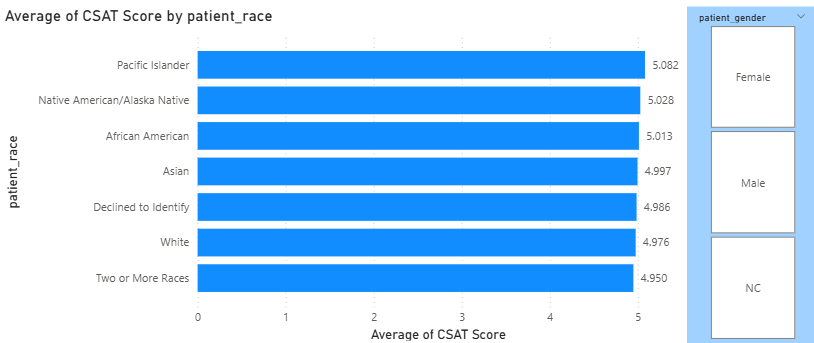 Average of CSAT Score by patient_race
patient_race
Pacific Islander 5.082
Native American/Alaska Native 5.028
African American 5.013
Asian 4.997
Declined to Identify 4.986
White 4.976
Two or More Races 4.950
0 1 2 3 4 5
Average of CSAT Score
patient_gender
Female
Male
NC